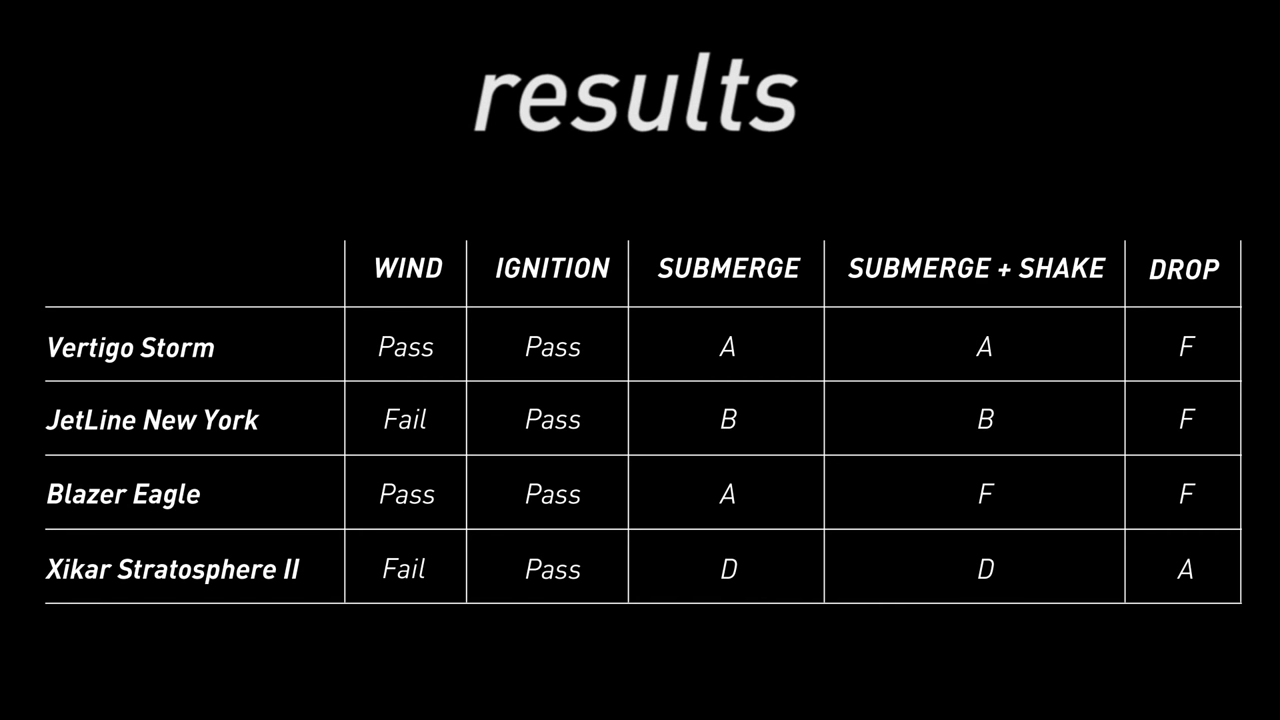 results
WIND IGNITION SUBMERGE SUBMERGE + SHAKE DROP
Vertigo Storm Pass Pass A A F
JetLine New York Fail Pass B B F
Blazer Eagle Pass Pass A F F
Xikar Stratosphere II Fail Pass D D A